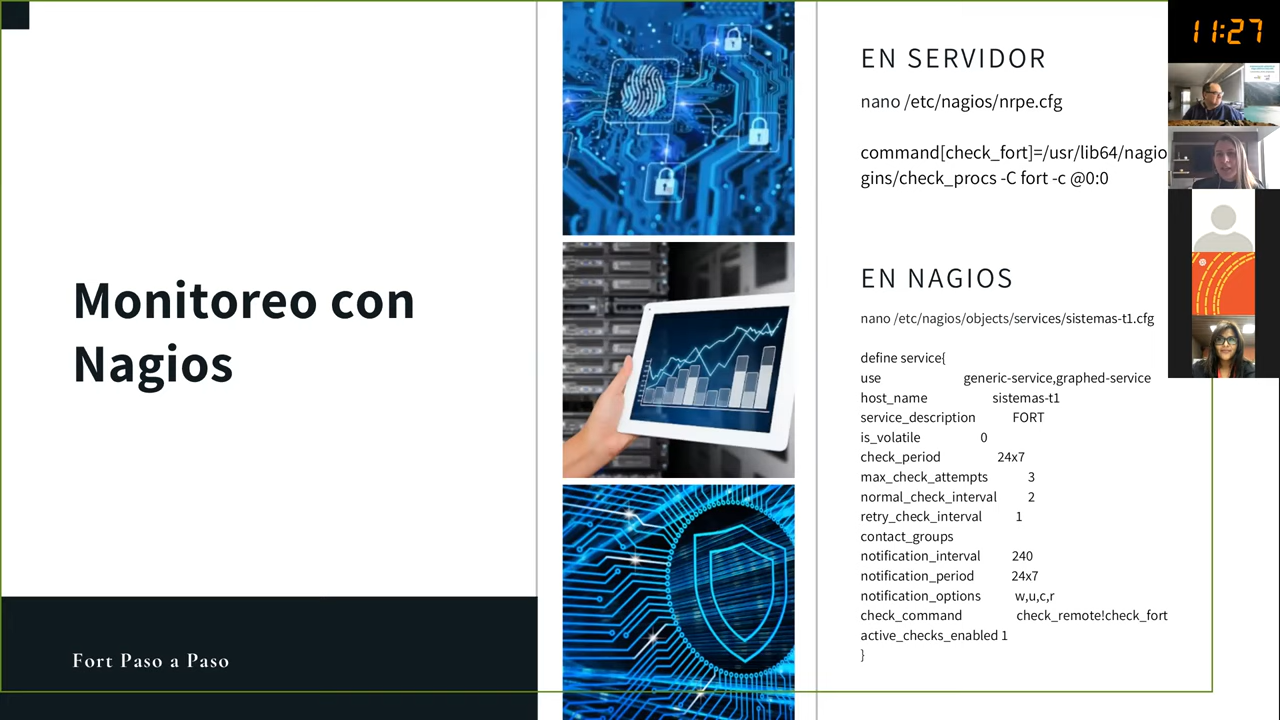 Monitoreo con
Nagios
Fort Paso a Paso
EN SERVIDOR
nano /etc/nagios/nrpe.cfg
command[check_fort]=/usr/lib64/nagio
gins/check_procs -C fort -c @0:0
EN NAGIOS
nano /etc/nagios/objects/services/sistemas-t1.cfg
define service{
use generic-service,graphed-service
host_name sistemas-t1
service_description FORT
is_volatile 0
check_period 24x7
max_check_attempts 3
normal_check_interval 2
retry_check_interval 1
contact_groups
notification_interval 240
notification_period 24x7
notification_options w,u,c,r
check_command check_remote!check_fort
active_checks_enabled 1
}
11:27